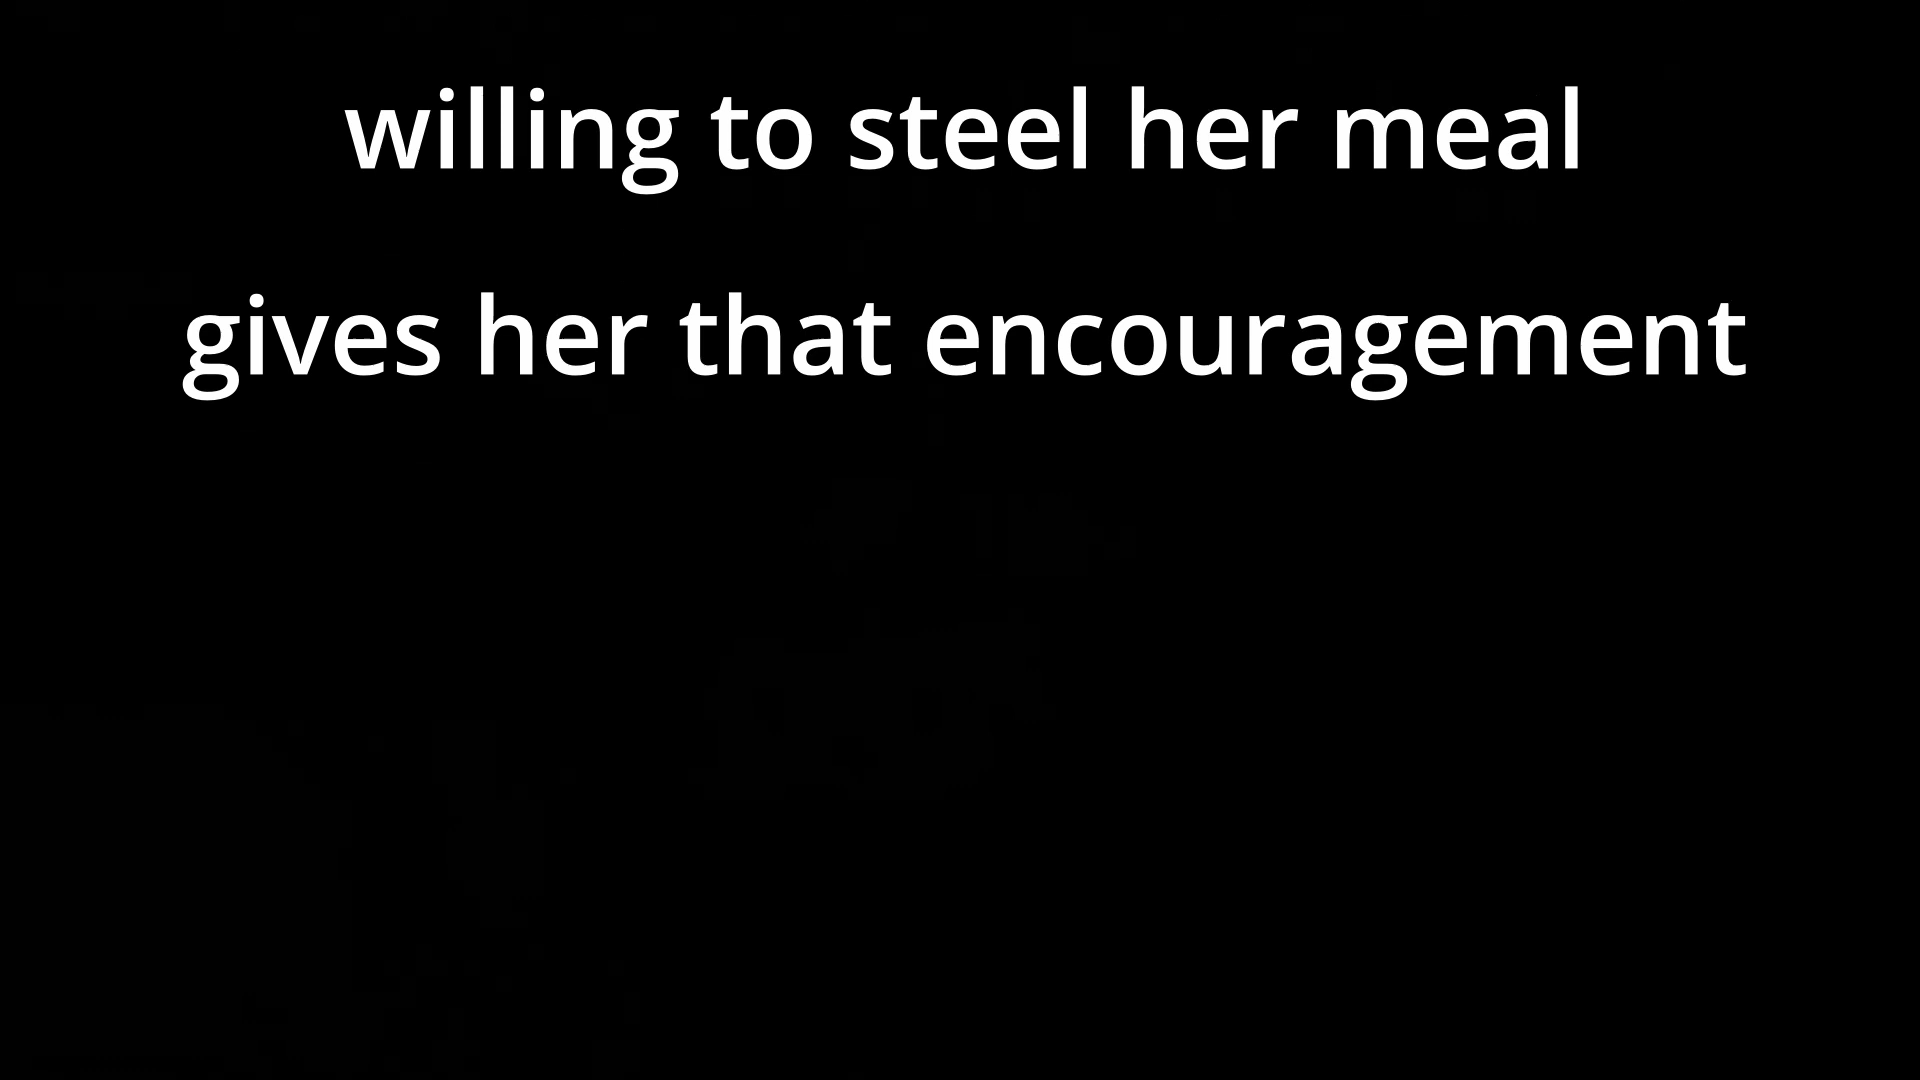 willing to steel her meal
gives her that encouragement